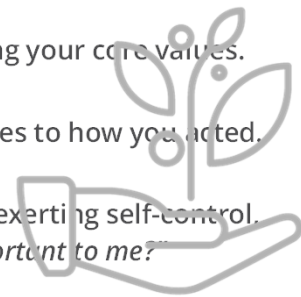 ng your core values.
es to how you acted.
exerting self-control.
ortant to me?"